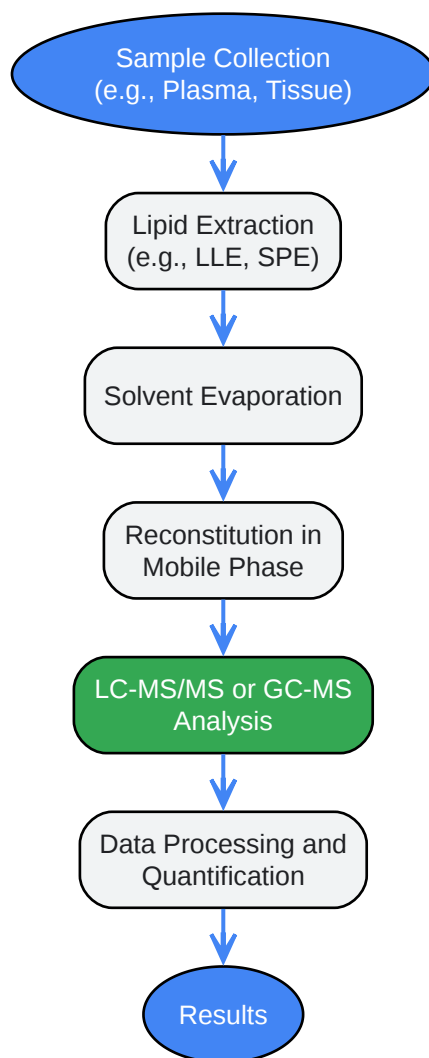 Sample Collection
(e.g., Plasma, Tissue)
Lipid Extraction
(e.g., LLE, SPE)
Solvent Evaporation
Reconstitution in
Mobile Phase
LC-MS/MS or GC-MS
Analysis
Data Processing and
Quantification
Results